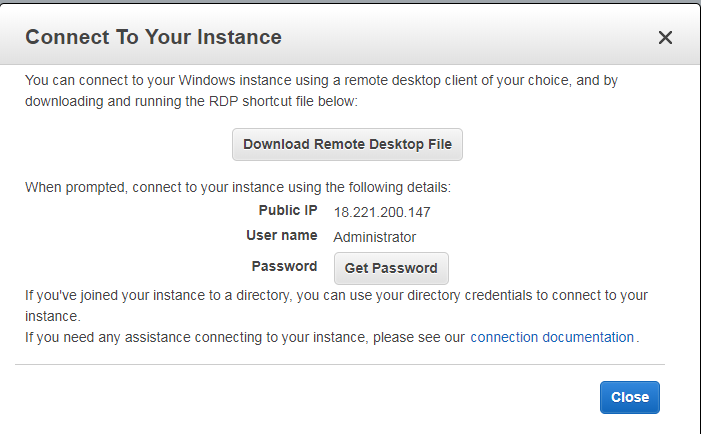 Connect To Your Instance
You can connect to your Windows instance using a remote desktop client of your choice, and by
downloading and running the RDP shortcut file below:
Download Remote Desktop File
When prompted, connect to your instance using the following details:
Public IP 18.221.200.147
User name Administrator
Password Get Password
If you've joined your instance to a directory, you can use your directory credentials to connect to your
instance.
If you need any assistance connecting to your instance, please see our connection documentation.
Close